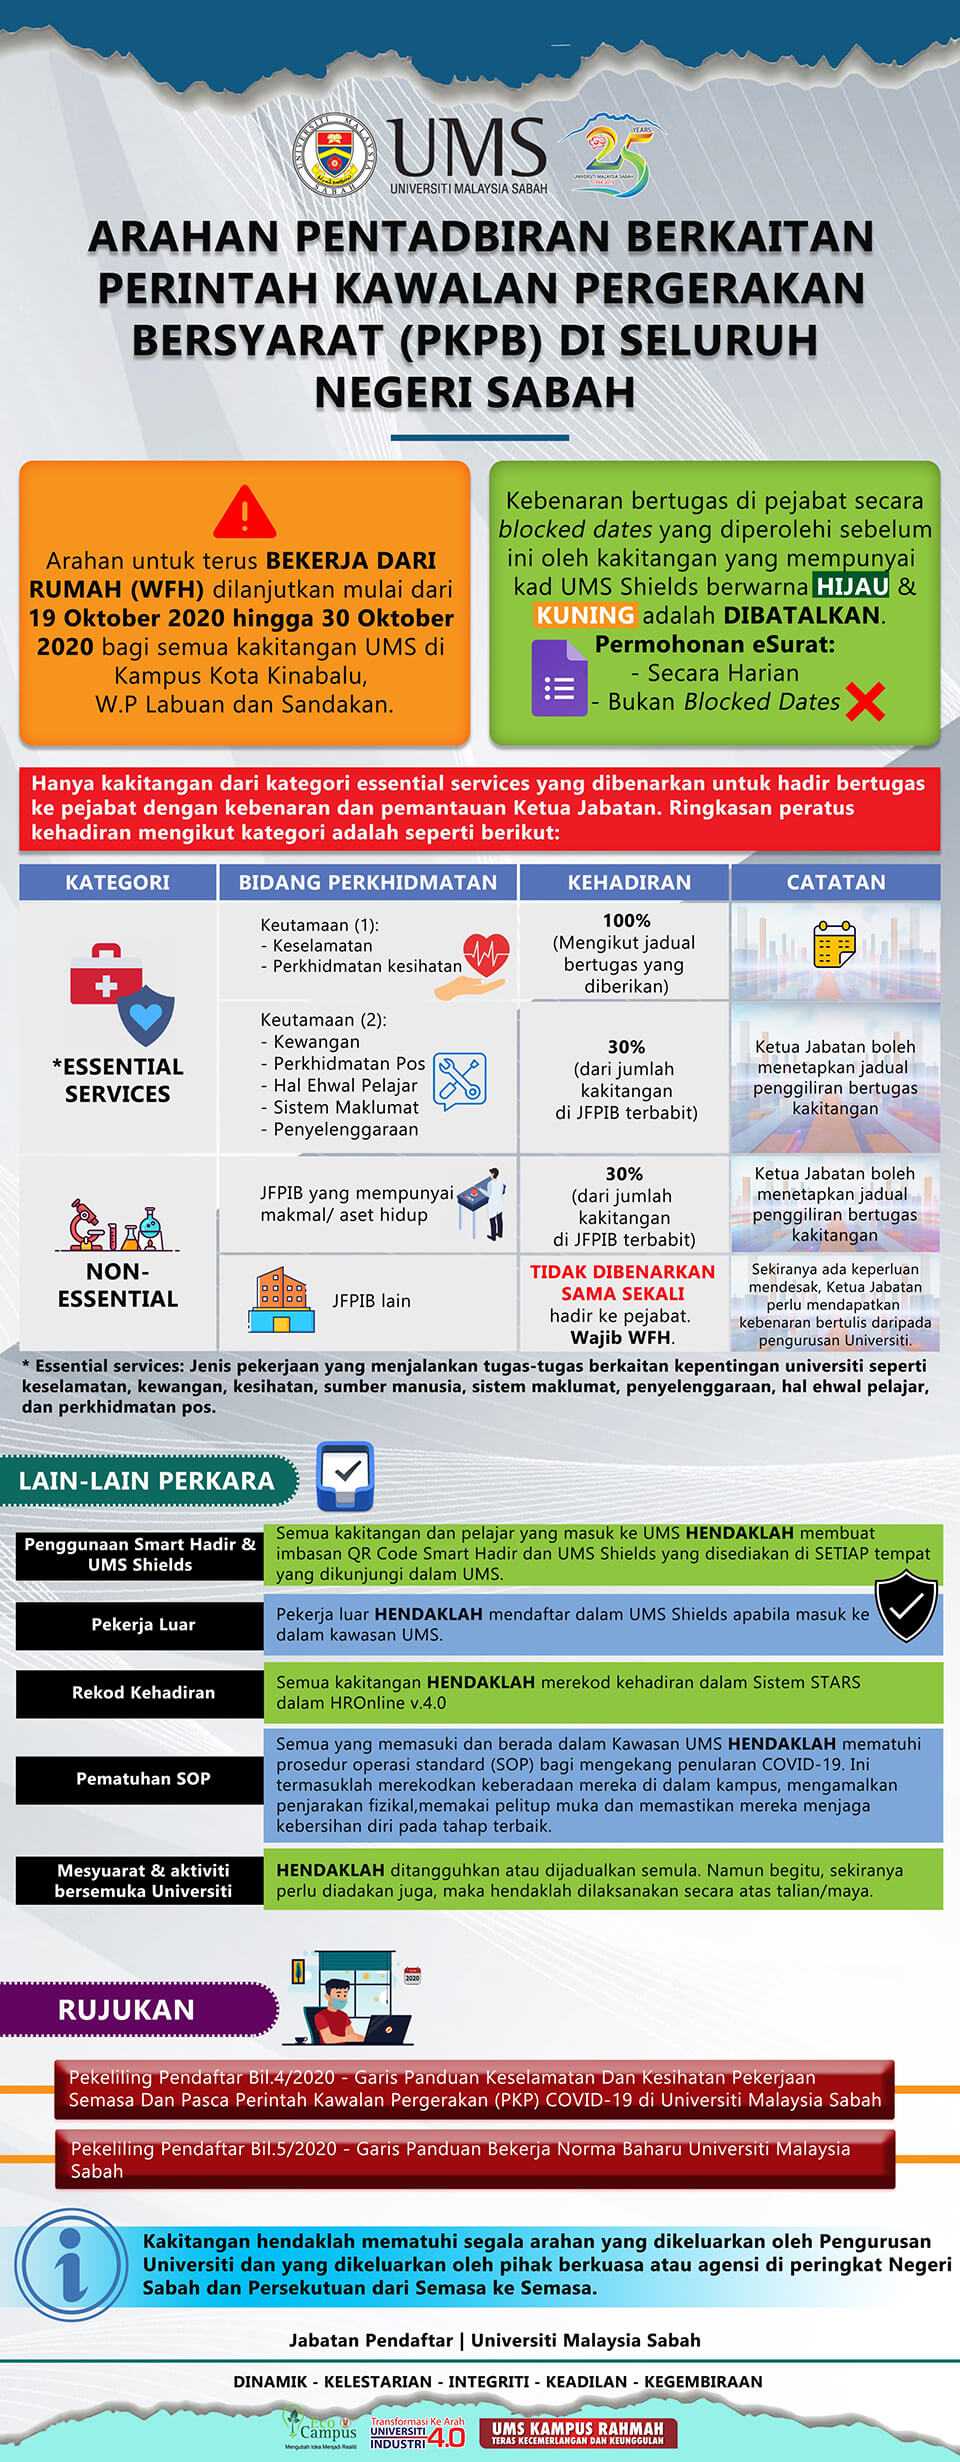 UNIVERSITI MALAYSIA SABAH
UMS
UNIVERSITI MALAYSIA SABAH
25 YEARS
UNIVERSITI MALAYSIA SABAH
ARAHAN PENTADBIRAN BERKAITAN
PERINTAH KAWALAN PERGERAKAN
BERSYARAT (PKPB) DI SELURUH
NEGERI SABAH
Arahan untuk terus BEKERJA DARI
RUMAH (WFH) dilanjutkan mulai dari
19 Oktober 2020 hingga 30 Oktober
2020 bagi semua kakitangan UMS di
Kampus Kota Kinabalu,
W.P Labuan dan Sandakan.
Kebenaran bertugas di pejabat secara
blocked dates yang diperolehi sebelum
ini oleh kakitangan yang mempunyai
kad UMS Shields berwarna HIJAU &
KUNING adalah DIBATALKAN.
Permohonan eSurat:
- Secara Harian
- Bukan Blocked Dates
Hanya kakitangan dari kategori essential services yang dibenarkan untuk hadir bertugas
ke pejabat dengan kebenaran dan pemantauan Ketua Jabatan. Ringkasan peratus
kehadiran mengikut kategori adalah seperti berikut:
KATEGORI BIDANG PERKHIDMATAN KEHADIRAN CATATAN
*ESSENTIAL
SERVICES
Keutamaan (1):
- Keselamatan
- Perkhidmatan kesihatan
100%
(Mengikut jadual
bertugas yang
diberikan)
Keutamaan (2):
- Kewangan
- Perkhidmatan Pos
- Hal Ehwal Pelajar
- Sistem Maklumat
- Penyelenggaraan
30%
(dari jumlah
kakitangan
di JFPIB terbabit)
Ketua Jabatan boleh
menetapkan jadual
penggiliran bertugas
kakitangan
NON-
ESSENTIAL
JFPIB yang mempunyai
makmal/ aset hidup
30%
(dari jumlah
kakitangan
di JFPIB terbabit)
Ketua Jabatan boleh
menetapkan jadual
penggiliran bertugas
kakitangan
JFPIB lain
TIDAK DIBENARKAN
SAMA SEKALI
hadir ke pejabat.
Wajib WFH.
Sekiranya ada keperluan
mendesak, Ketua Jabatan
perlu mendapatkan
kebenaran bertulis daripada
pengurusan Universiti.
* Essential services: Jenis pekerjaan yang menjalankan tugas-tugas berkaitan kepentingan universiti seperti
keselamatan, kewangan, kesihatan, sumber manusia, sistem maklumat, penyelenggaraan, hal ehwal pelajar,
dan perkhidmatan pos.
LAIN-LAIN PERKARA
Penggunaan Smart Hadir &
UMS Shields
Semua kakitangan dan pelajar yang masuk ke UMS HENDAKLAH membuat
imbasan QR Code Smart Hadir dan UMS Shields yang disediakan di SETIAP tempat
yang dikunjungi dalam UMS.
Pekerja Luar
Pekerja luar HENDAKLAH mendaftar dalam UMS Shields apabila masuk ke
dalam kawasan UMS.
Rekod Kehadiran
Semua kakitangan HENDAKLAH merekod kehadiran dalam Sistem STARS
dalam HROnline v.4.0
Pematuhan SOP
Semua yang memasuki dan berada dalam Kawasan UMS HENDAKLAH mematuhi
prosedur operasi standard (SOP) bagi mengekang penularan COVID-19. Ini
termasuklah merekodkan keberadaan mereka di dalam kampus, mengamalkan
penjarakan fizikal,memakai pelitup muka dan memastikan mereka menjaga
kebersihan diri pada tahap terbaik.
Mesyuarat & aktiviti
bersemuka Universiti
HENDAKLAH ditangguhkan atau dijadualkan semula. Namun begitu, sekiranya
perlu diadakan juga, maka hendaklah dilaksanakan secara atas talian/maya.
2020
RUJUKAN
Pekeliling Pendaftar Bil.4/2020 - Garis Panduan Keselamatan Dan Kesihatan Pekerjaan
Semasa Dan Pasca Perintah Kawalan Pergerakan (PKP) COVID-19 di Universiti Malaysia Sabah
Pekeliling Pendaftar Bil.5/2020 - Garis Panduan Bekerja Norma Baharu Universiti Malaysia
Sabah
Kakitangan hendaklah mematuhi segala arahan yang dikeluarkan oleh Pengurusan
Universiti dan yang dikeluarkan oleh pihak berkuasa atau agensi di peringkat Negeri
Sabah dan Persekutuan dari Semasa ke Semasa.
Jabatan Pendaftar | Universiti Malaysia Sabah
DINAMIK - KELESTARIAN - INTEGRITI - KEADILAN - KEGEMBIRAAN
Eco
Campus
Mengubah Idea Menjadi Realiti
Transformasi Ke Arah
UNIVERSITI
INDUSTRI 4.0
UMS KAMPUS RAHMAH
TERAS KECEMERLANGAN DAN KEUNGGULAN